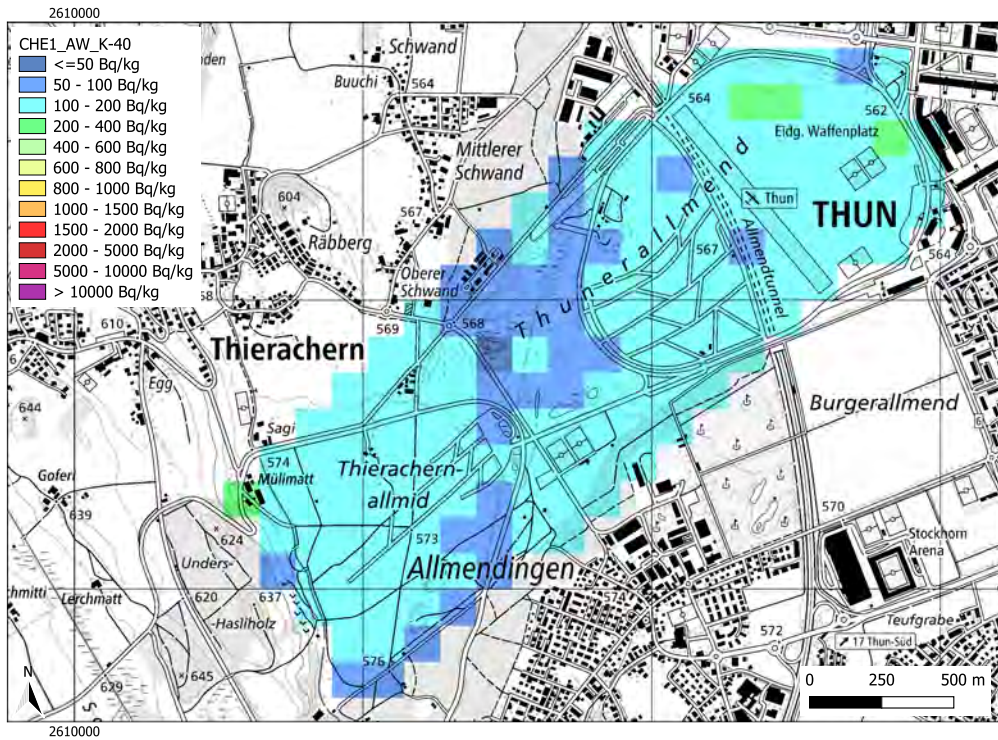 2610000
CHE1_AW_K-40
<=50 Bq/kg
50 - 100 Bq/kg
100 - 200 Bq/kg
200 - 400 Bq/kg
400 - 600 Bq/kg
600 - 800 Bq/kg
800 - 1000 Bq/kg
1000 - 1500 Bq/kg
1500 - 2000 Bq/kg
2000 - 5000 Bq/kg
5000 - 10000 Bq/kg
> 10000 Bq/kg
Schwand
Buuchi
564
564
562
Eidg. Waffenplatz
Mittlerer
Schwand
604
567
Thun
THUN
Räbberg
Thunerallmend
567
Allmendtunnel
564
Oberer
Schwand
569
568
610
Thierachern
Egg
644
Burgerallmend
Sagi
574
Mülimatt
Thierachern-
allmid
Goferi
639
624
573
570
Stockhorn
Arena
Unders-
Allmendingen
Lerchmatt
620
637
574
Hasliholz
572
Teufgrabe
17 Thun-Süd
576
645
629
N
0 250 500 m
2610000